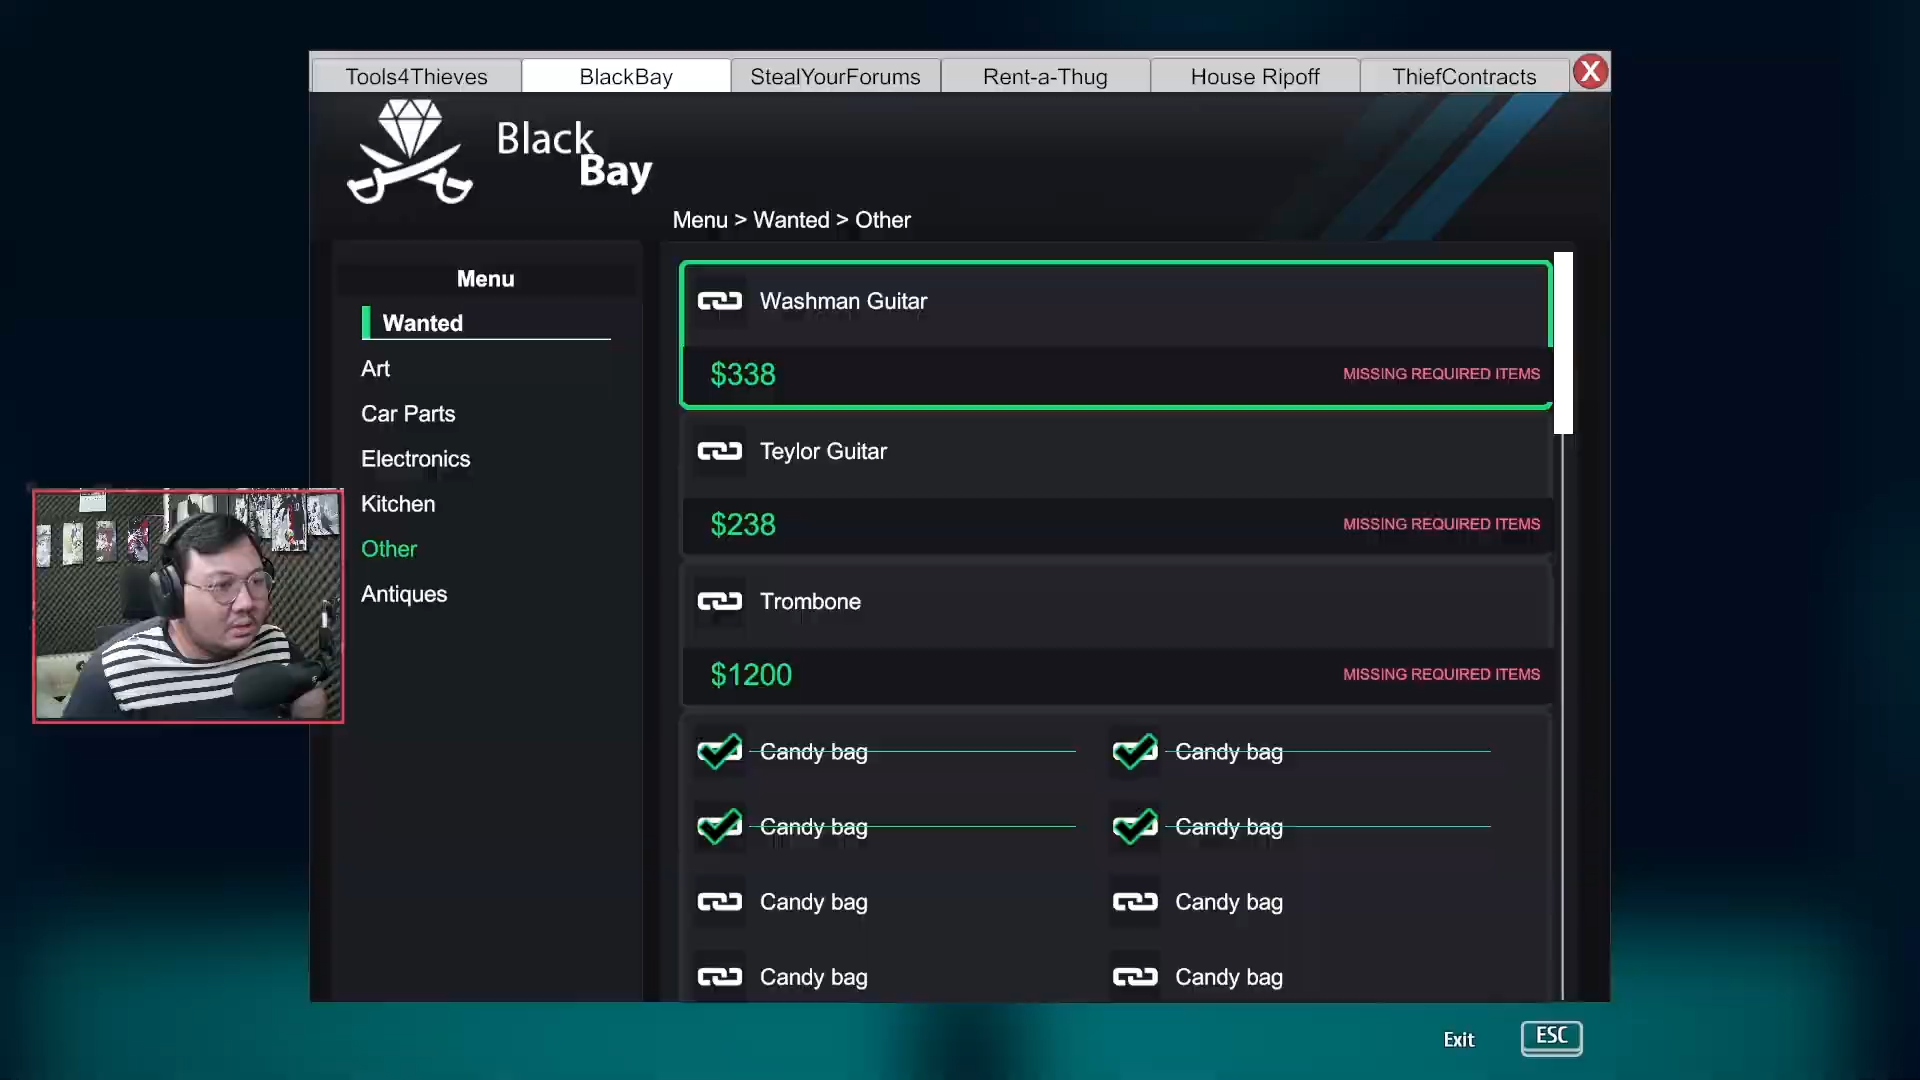 Tools4Thieves BlackBay StealYourForums Rent-a-Thug House Ripoff ThiefContracts X
Black
Bay
Menu > Wanted > Other
Menu
Wanted
Art
Car Parts
Electronics
Kitchen
Other
Antiques
Washman Guitar
$338 MISSING REQUIRED ITEMS
Teylor Guitar
$238 MISSING REQUIRED ITEMS
Trombone
$1200 MISSING REQUIRED ITEMS
Candy bag Candy bag
Candy bag Candy bag
Candy bag Candy bag
Candy bag Candy bag
Exit ESC